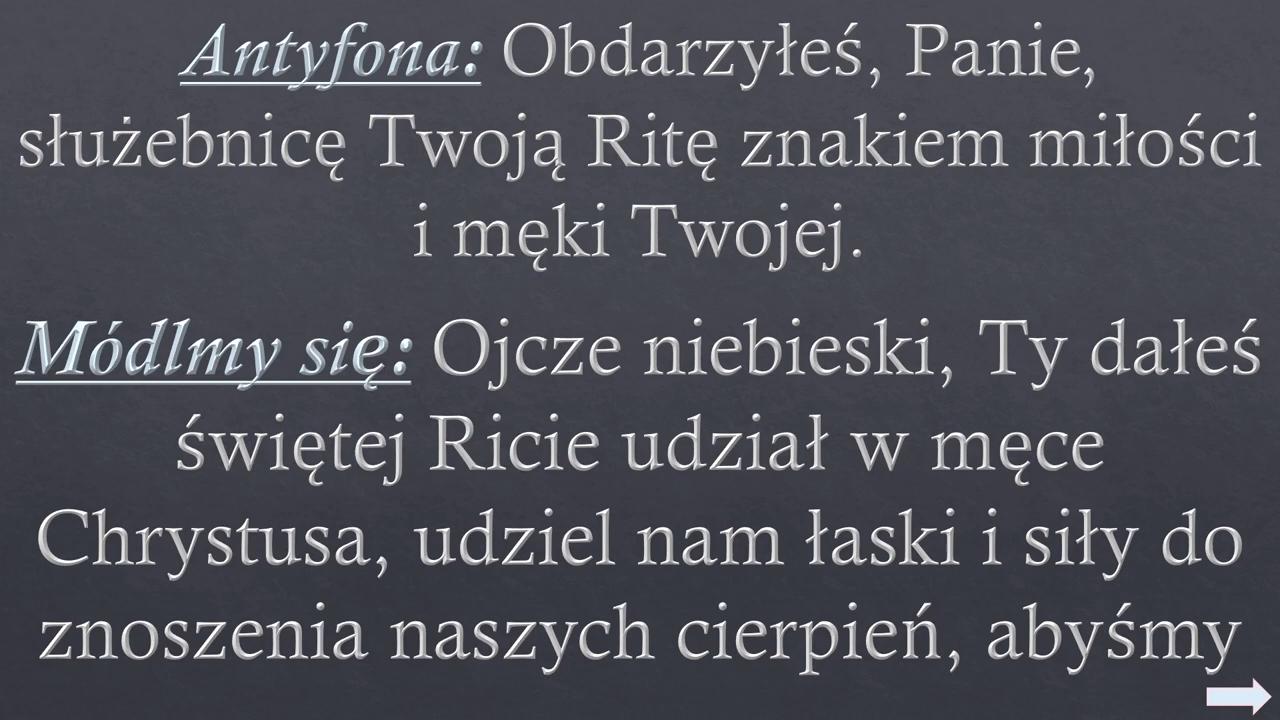 Antyfona: Obdarzyłeś, Panie,
służebnicę Twoją Ritę znakiem miłości
i męki Twojej.
Módlmy się: Ojcze niebieski, Ty dałeś
świętej Ricie udział w męce
Chrystusa, udziel nam łaski i siły do
znoszenia naszych cierpień, abyśmy